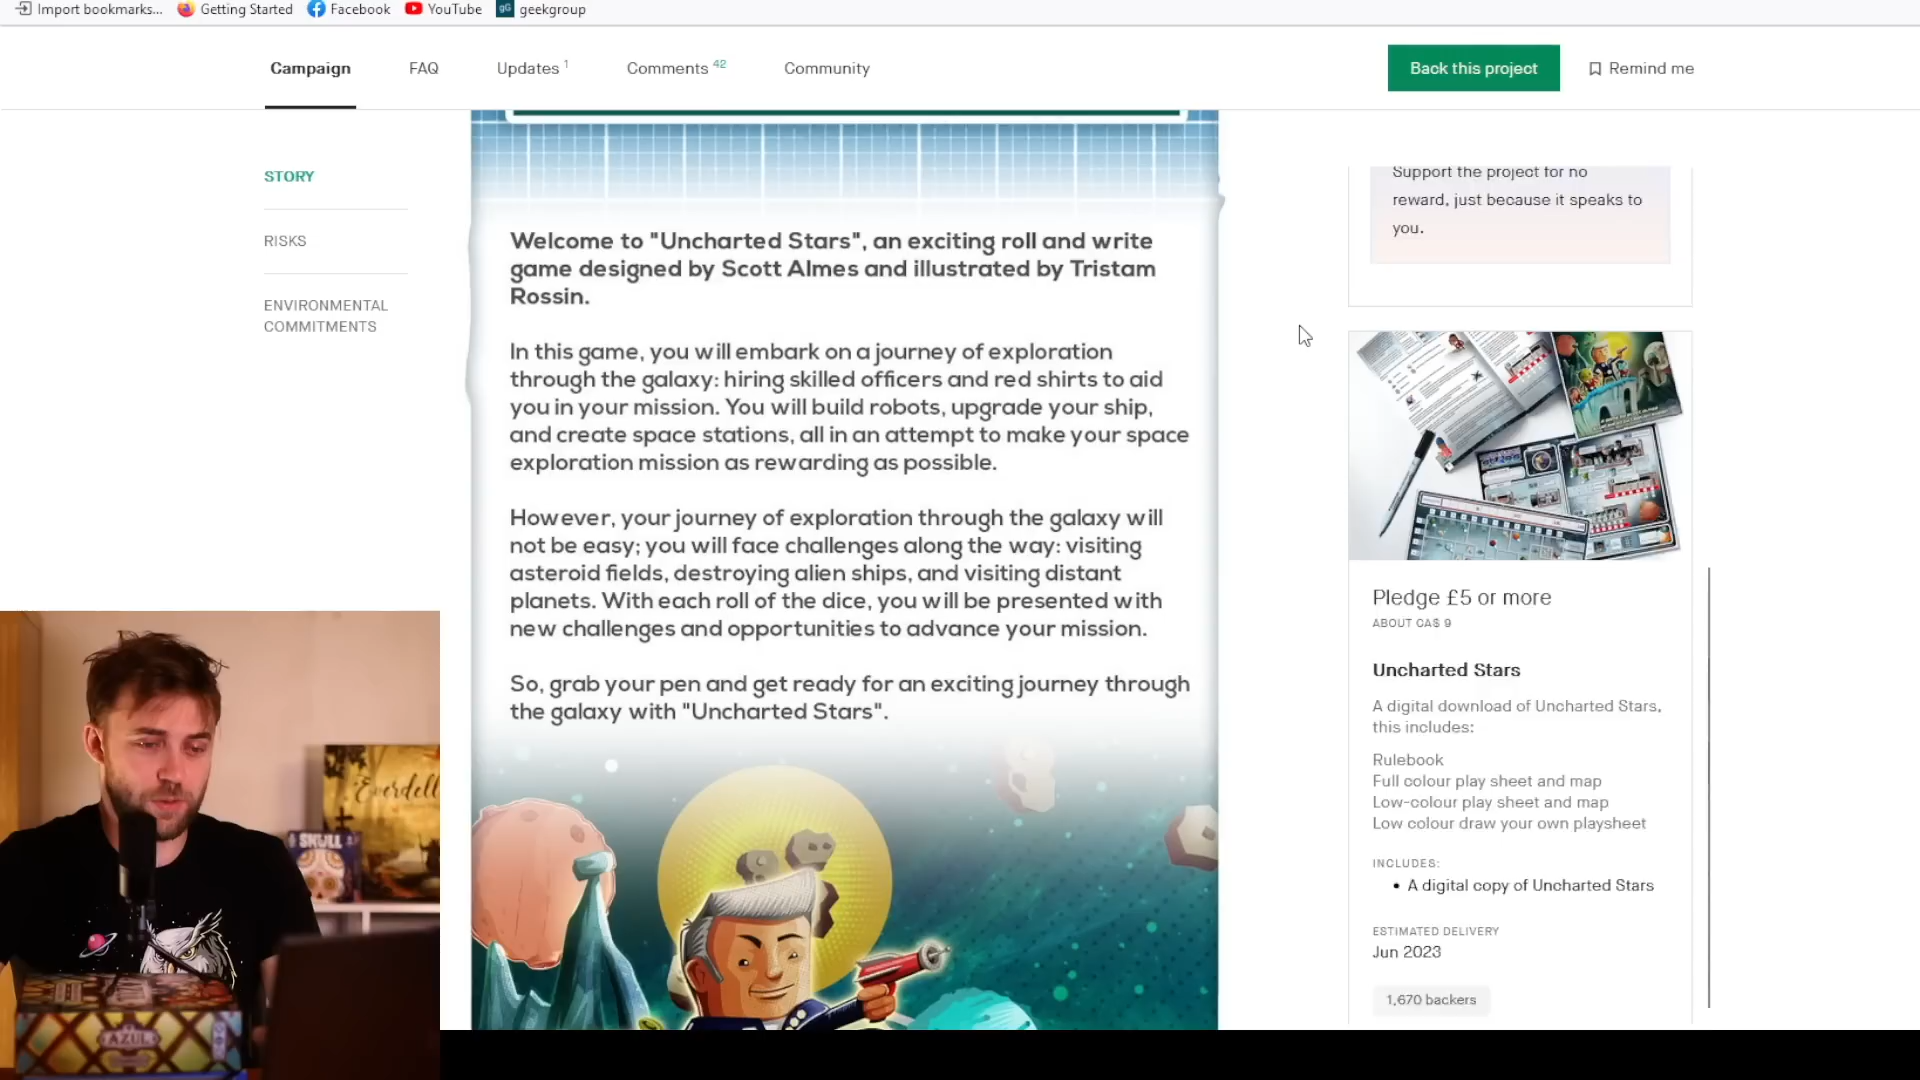 Import bookmarks...
Getting Started
Facebook
YouTube
gG
geekgroup
Campaign
FAQ
Updates 1
Comments 42
Community
Back this project
Remind me
STORY
RISKS
ENVIRONMENTAL
COMMITMENTS
Welcome to "Uncharted Stars", an exciting roll and write
game designed by Scott Almes and illustrated by Tristam
Rossin.
In this game, you will embark on a journey of exploration
through the galaxy: hiring skilled officers and red shirts to aid
you in your mission. You will build robots, upgrade your ship,
and create space stations, all in an attempt to make your space
exploration mission as rewarding as possible.
However, your journey of exploration through the galaxy will
not be easy; you will face challenges along the way: visiting
asteroid fields, destroying alien ships, and visiting distant
planets. With each roll of the dice, you will be presented with
new challenges and opportunities to advance your mission.
So, grab your pen and get ready for an exciting journey through
the galaxy with "Uncharted Stars".
Support the project for no
reward, just because it speaks to
you.
Pledge £5 or more
ABOUT CA$ 9
Uncharted Stars
A digital download of Uncharted Stars,
this includes:
Rulebook
Full colour play sheet and map
Low-colour play sheet and map
Low colour draw your own playsheet
INCLUDES:
• A digital copy of Uncharted Stars
ESTIMATED DELIVERY
Jun 2023
1,670 backers
Everdell
SKULL
AZUL